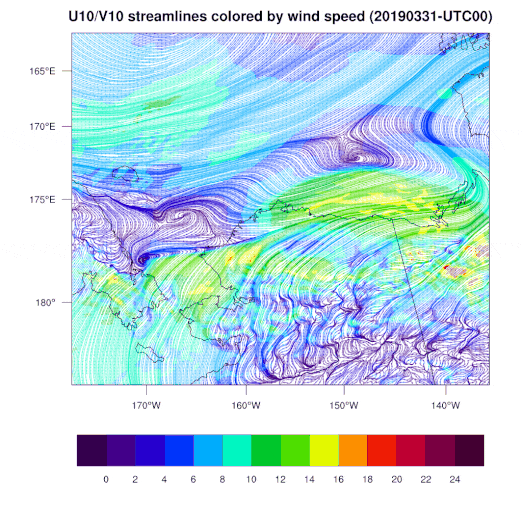 U10/V10 streamlines colored by wind speed (20190331-UTC00)
165°E
170°E
175°E
180°
170°W 160°W 150°W 140°W
0 2 4 6 8 10 12 14 16 18 20 22 24